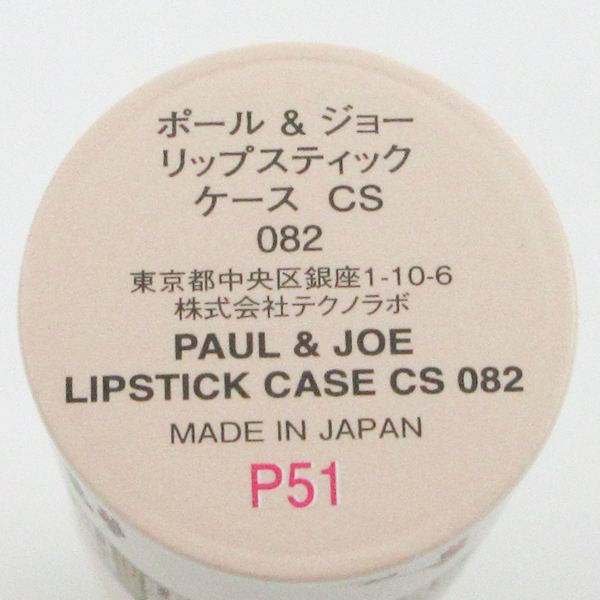 ポール & ジョー
リップスティック
ケース CS
082
東京都中央区銀座1-10-6
株式会社テクノラボ
PAUL & JOE
LIPSTICK CASE CS 082
MADE IN JAPAN
P51